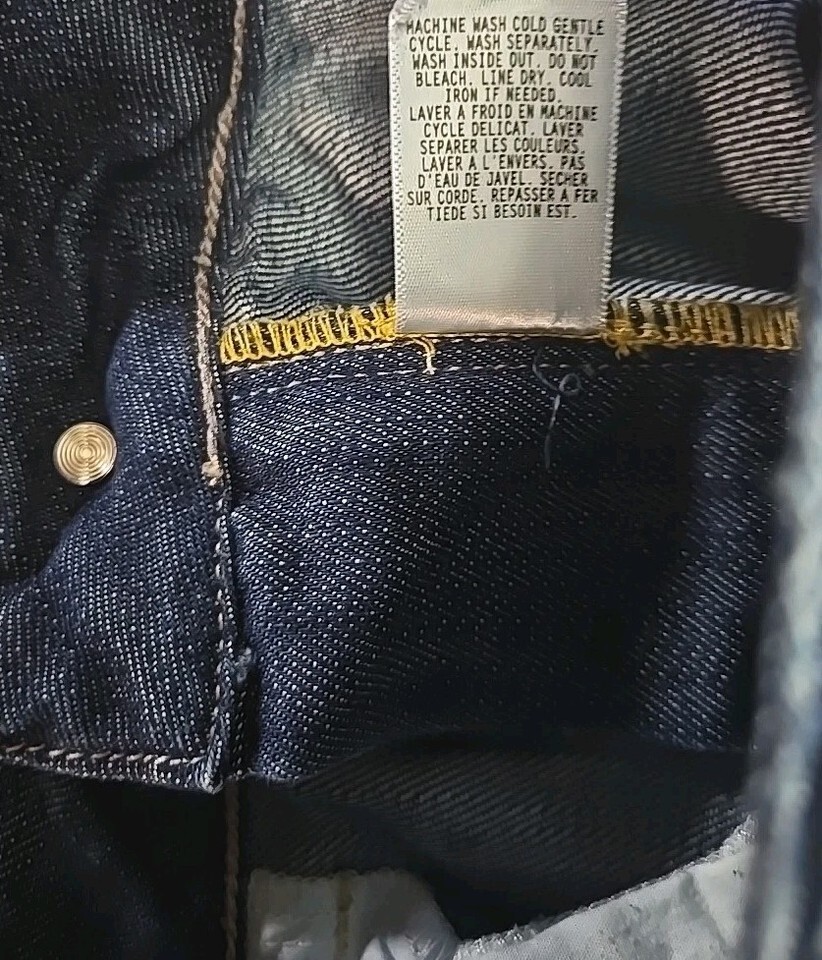 MACHINE WASH COLD GENTLE
CYCLE. WASH SEPARATELY.
WASH INSIDE OUT. DO NOT
BLEACH. LINE DRY. COOL
IRON IF NEEDED.
LAVER A FROID EN MACHINE
CYCLE DELICAT. LAVER
SEPARER LES COULEURS.
LAVER A L'ENVERS. PAS
D'EAU DE JAVEL. SECHER
SUR CORDE. REPASSER A FER
TIEDE SI BESOIN EST.